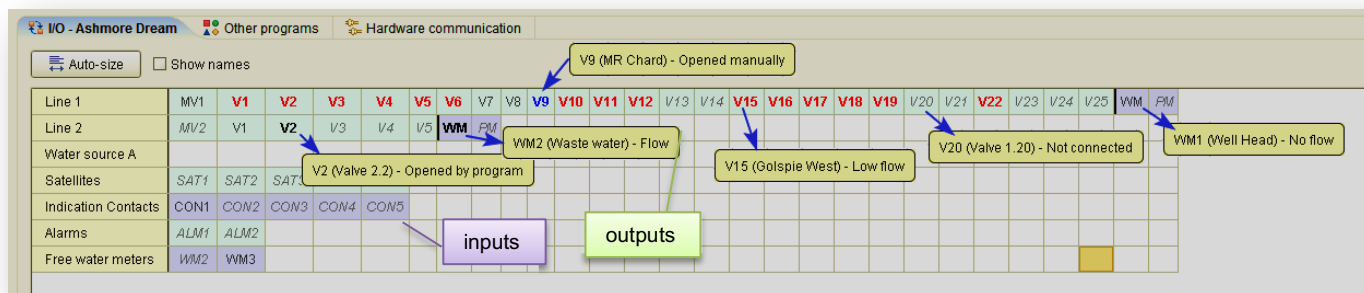 I/O - Ashmore Dream Other programs Hardware communication
Auto-size Show names
V9 (MR Chard) - Opened manually
Line 1 MV1 V1 V2 V3 V4 V5 V6 V7 V8 V9 V10 V11 V12 V13 V14 V15 V16 V17 V18 V19 V20 V21 V22 V23 V24 V25 WM PM
Line 2 MV2 V1 V2 V3 V4 V5 WM PM
WM2 (Waste water) - Flow
V20 (Valve 1.20) - Not connected
WM1 (Well Head) - No flow
Water source A
V2 (Valve 2.2) - Opened by program
V15 (Golspie West) - Low flow
Satellites SAT1 SAT2 SAT3
Indication Contacts CON1 CON2 CON3 CON4 CON5
inputs
outputs
Alarms ALM1 ALM2
Free water meters WM2 WM3